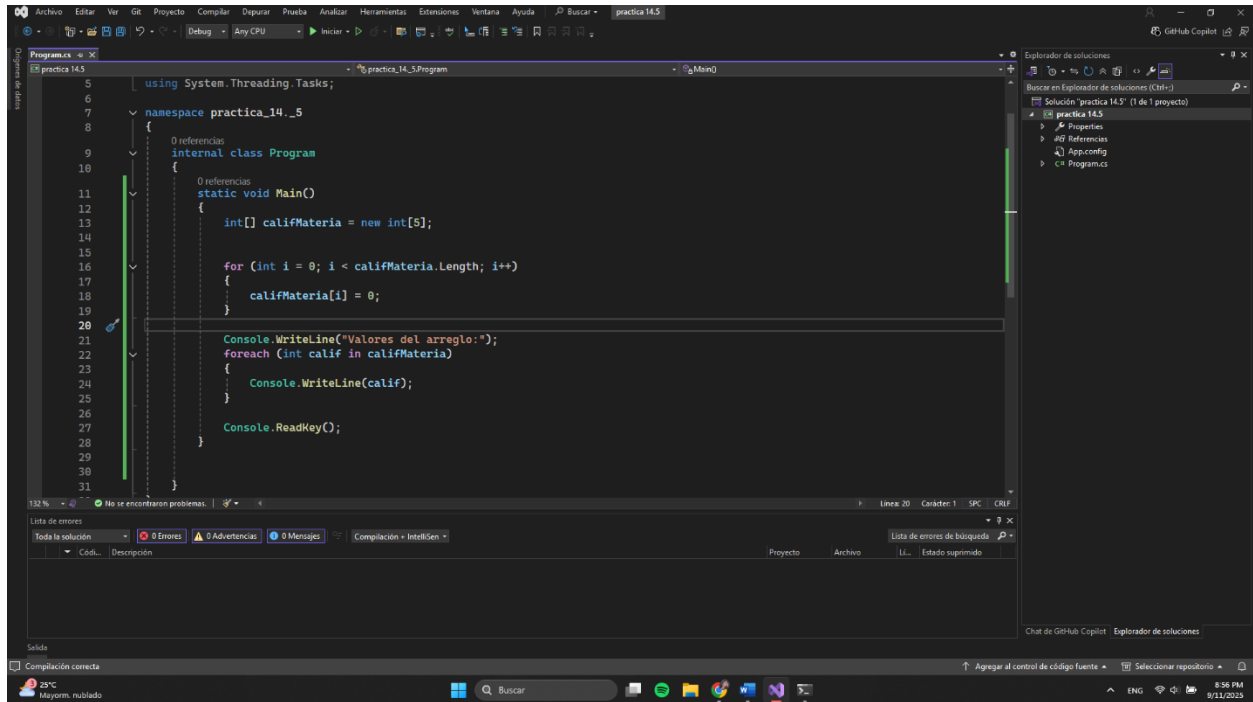 Archivo Editar Ver Git Proyecto Compilar Depurar Prueba Analizar Herramientas Extensiones Ventana Ayuda Buscar practica 14.5
Debug Any CPU Iniciar GitHub Copilot
Orígenes de datos
Program.cs
practica 14.5 practica_14._5.Program Main()
5 using System.Threading.Tasks;
6
7 namespace practica_14._5
8 {
0 referencias
9 internal class Program
10 {
0 referencias
11 static void Main()
12 {
13 int[] califMateria = new int[5];
14
15
16 for (int i = 0; i < califMateria.Length; i++)
17 {
18 califMateria[i] = 0;
19 }
20
21 Console.WriteLine("Valores del arreglo:");
22 foreach (int calif in califMateria)
23 {
24 Console.WriteLine(calif);
25 }
26
27 Console.ReadKey();
28 }
29
30
31 }
132 % No se encontraron problemas. Línea: 20 Carácter: 1 SPC CRLF
Explorador de soluciones
Buscar en Explorador de soluciones (Ctrl+;)
Solución "practica 14.5" (1 de 1 proyecto)
practica 14.5
Properties
Referencias
App.config
C# Program.cs
Lista de errores
Toda la solución 0 Errores 0 Advertencias 0 Mensajes Compilación + IntelliSen Lista de errores de búsqueda
Códi... Descripción Proyecto Archivo Lí... Estado suprimido
Chat de GitHub Copilot Explorador de soluciones
Salida
Compilación correcta Agregar al control de código fuente Seleccionar repositorio
3 25°C
Mayorm. nublado
Buscar
ENG
8:56 PM
9/11/2025